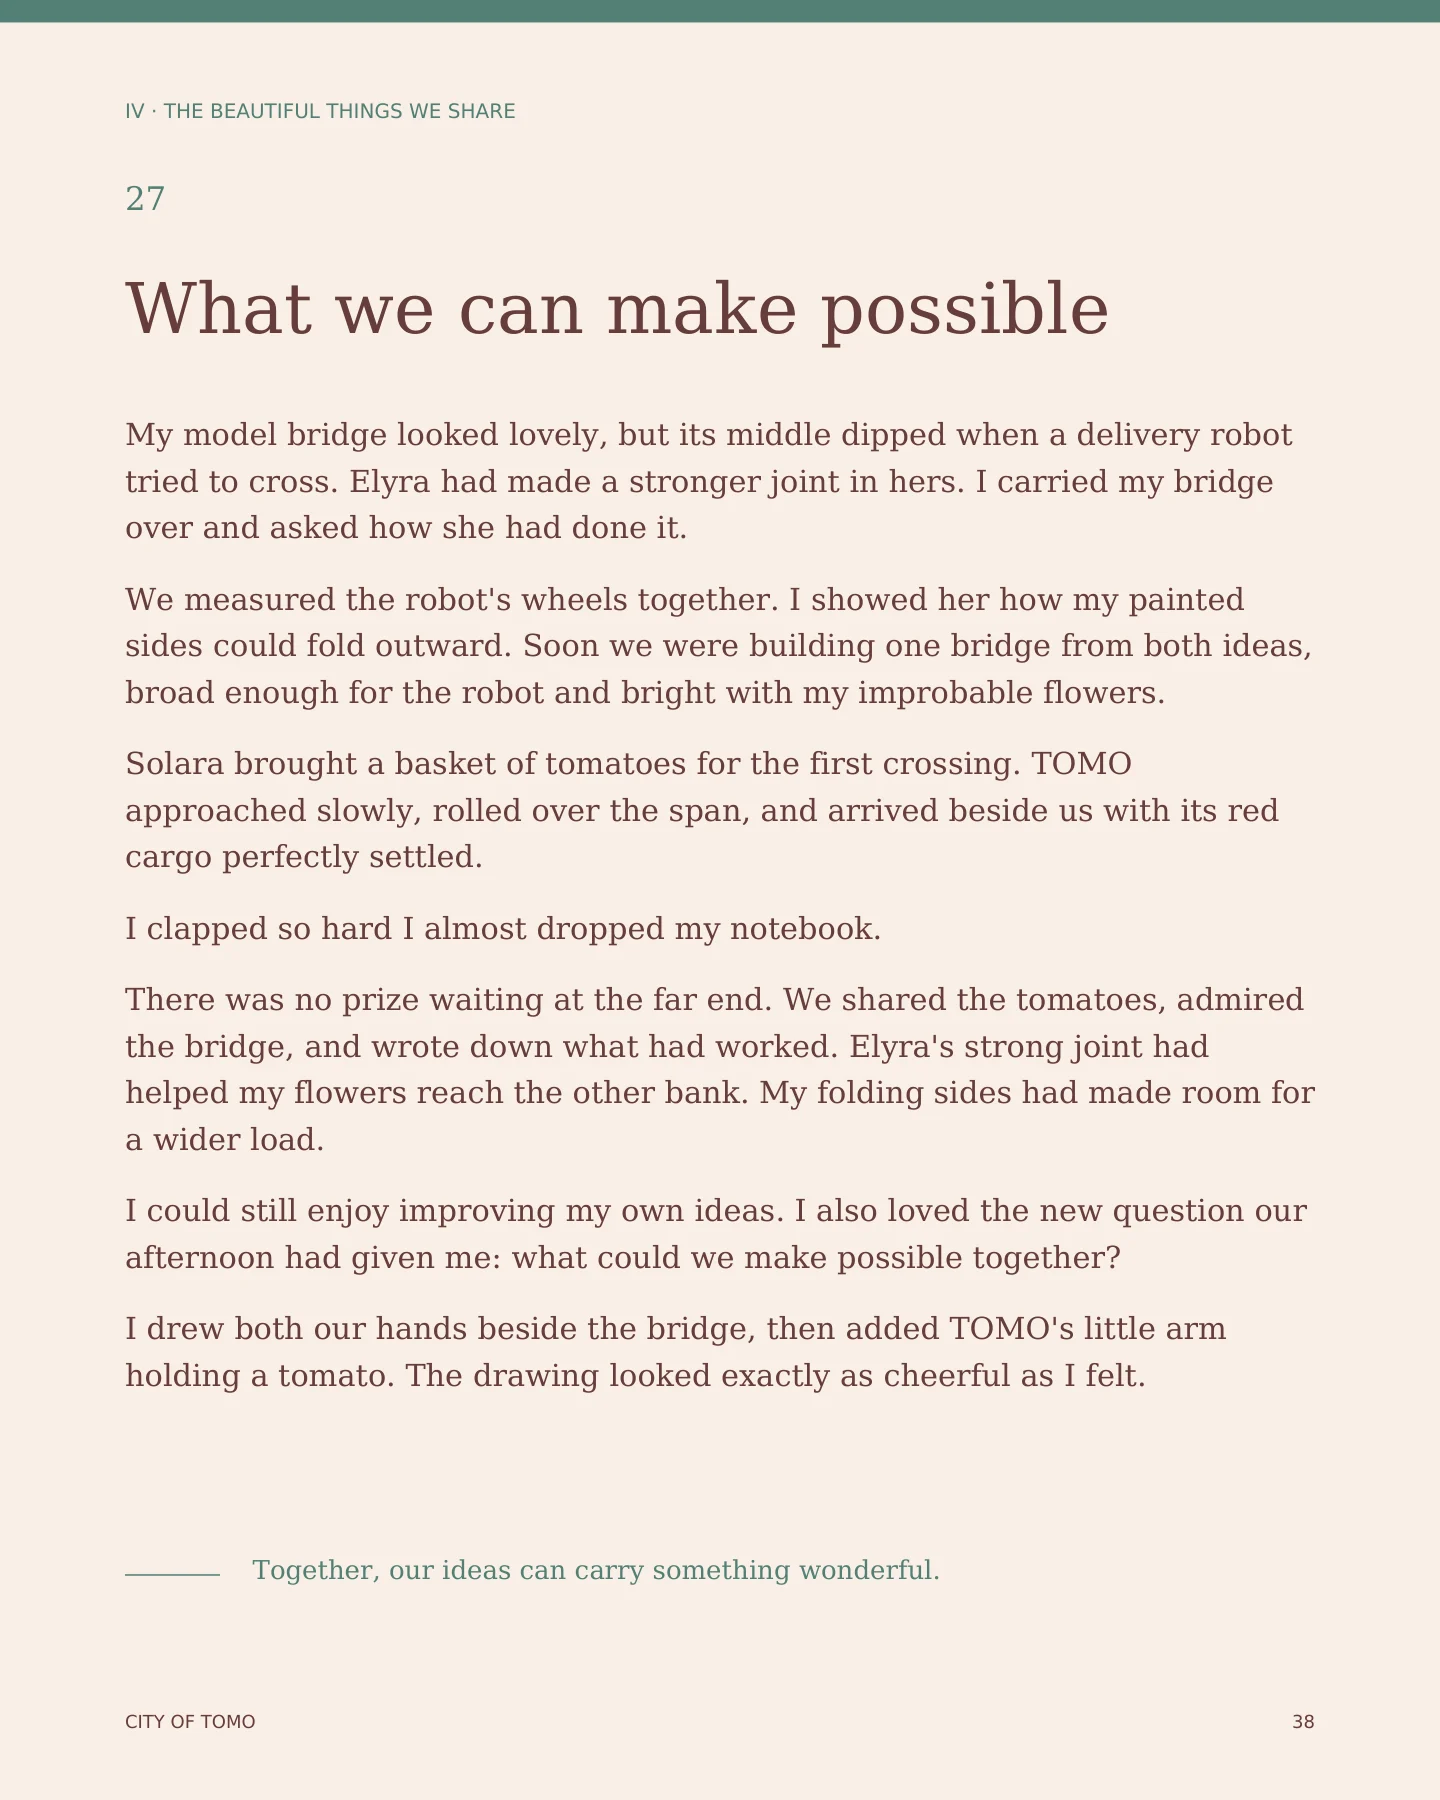 IV · THE BEAUTIFUL THINGS WE SHARE
27
What we can make possible
My model bridge looked lovely, but its middle dipped when a delivery robot
tried to cross. Elyra had made a stronger joint in hers. I carried my bridge
over and asked how she had done it.
We measured the robot's wheels together. I showed her how my painted
sides could fold outward. Soon we were building one bridge from both ideas,
broad enough for the robot and bright with my improbable flowers.
Solara brought a basket of tomatoes for the first crossing. TOMO
approached slowly, rolled over the span, and arrived beside us with its red
cargo perfectly settled.
I clapped so hard I almost dropped my notebook.
There was no prize waiting at the far end. We shared the tomatoes, admired
the bridge, and wrote down what had worked. Elyra's strong joint had
helped my flowers reach the other bank. My folding sides had made room for
a wider load.
I could still enjoy improving my own ideas. I also loved the new question our
afternoon had given me: what could we make possible together?
I drew both our hands beside the bridge, then added TOMO's little arm
holding a tomato. The drawing looked exactly as cheerful as I felt.
Together, our ideas can carry something wonderful.
CITY OF TOMO
38